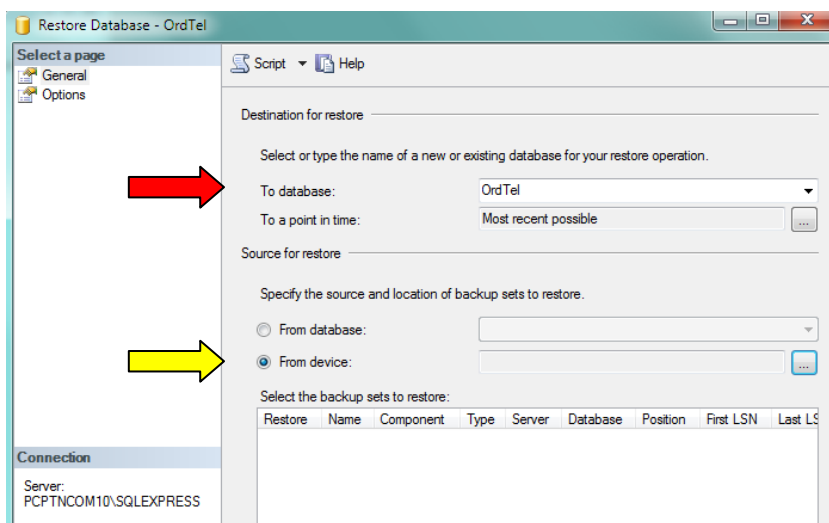 Restore Database - OrdTel
Select a page
General
Options
Script Help
Destination for restore
Select or type the name of a new or existing database for your restore operation.
To database: OrdTel
To a point in time: Most recent possible ...
Source for restore
Specify the source and location of backup sets to restore.
From database:
From device: ...
Select the backup sets to restore:
Restore Name Component Type Server Database Position First LSN Last LS
Connection
Server:
PCPTNCOM10\SQLEXPRESS